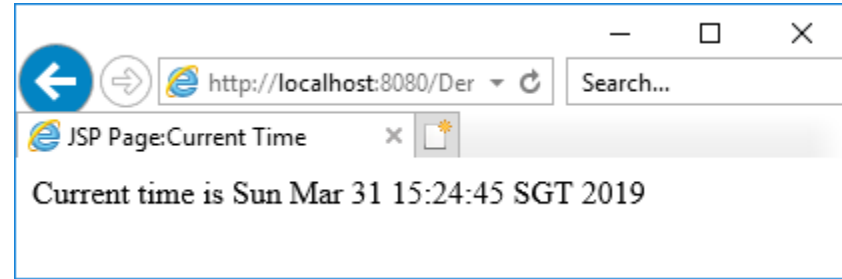 http://localhost:8080/Der
Search...
JSP Page:Current Time
Current time is Sun Mar 31 15:24:45 SGT 2019